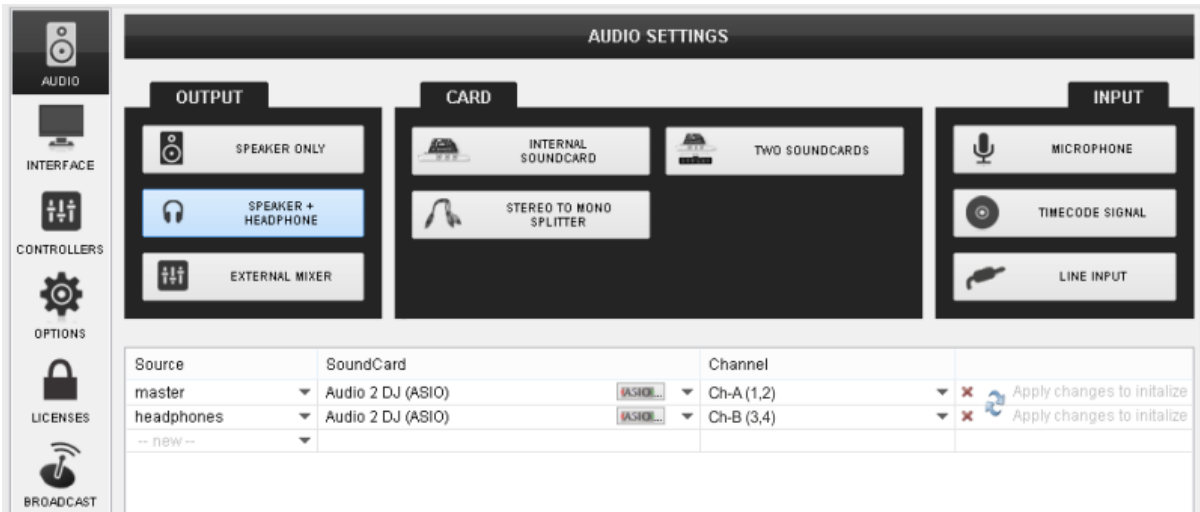 AUDIO SETTINGS
AUDIO
INTERFACE
CONTROLLERS
OPTIONS
LICENSES
BROADCAST
OUTPUT
SPEAKER ONLY
SPEAKER +
HEADPHONE
EXTERNAL MIXER
CARD
INTERNAL
SOUNDCARD
TWO SOUNDCARDS
STEREO TO MONO
SPLITTER
INPUT
MICROPHONE
TIMECODE SIGNAL
LINE INPUT
Source SoundCard Channel
master Audio 2 DJ (ASIO) ASIO... Ch-A (1,2) Apply changes to initalize
headphones Audio 2 DJ (ASIO) ASIO... Ch-B (3,4) Apply changes to initalize
-- new --